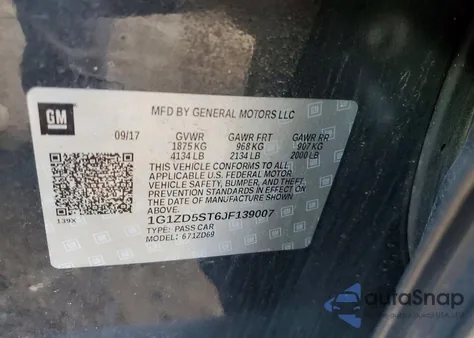 GM
MFD BY GENERAL MOTORS LLC
09/17 GVWR GAWR FRT GAWR RR
1875 KG 968 KG 907 KG
4134 LB 2134 LB 2000 LB
THIS VEHICLE CONFORMS TO ALL
APPLICABLE U.S. FEDERAL MOTOR
VEHICLE SAFETY, BUMPER, AND THEFT
PREVENTION STANDARDS IN EFFECT ON
THE DATE OF MANUFACTURE SHOWN
ABOVE.
139X 1G1ZD5ST6JF139007
TYPE: PASS CAR
MODEL: 671ZD69
autoSnap